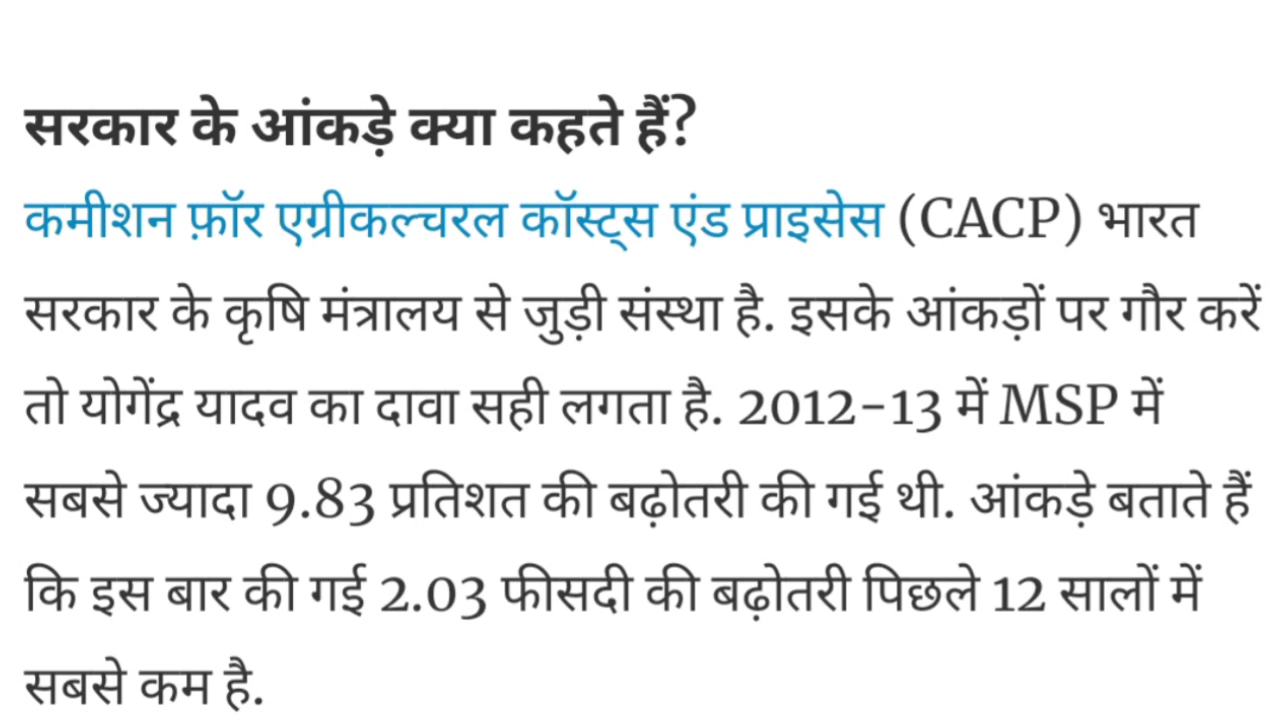 सरकार के आंकड़े क्या कहते हैं?
कमीशन फ़ॉर एग्रीकल्चरल कॉस्ट्स एंड प्राइसेस (CACP) भारत
सरकार के कृषि मंत्रालय से जुड़ी संस्था है. इसके आंकड़ों पर गौर करें
तो योगेंद्र यादव का दावा सही लगता है. 2012-13 में MSP में
सबसे ज्यादा 9.83 प्रतिशत की बढ़ोतरी की गई थी. आंकड़े बताते हैं
कि इस बार की गई 2.03 फीसदी की बढ़ोतरी पिछले 12 सालों में
सबसे कम है.